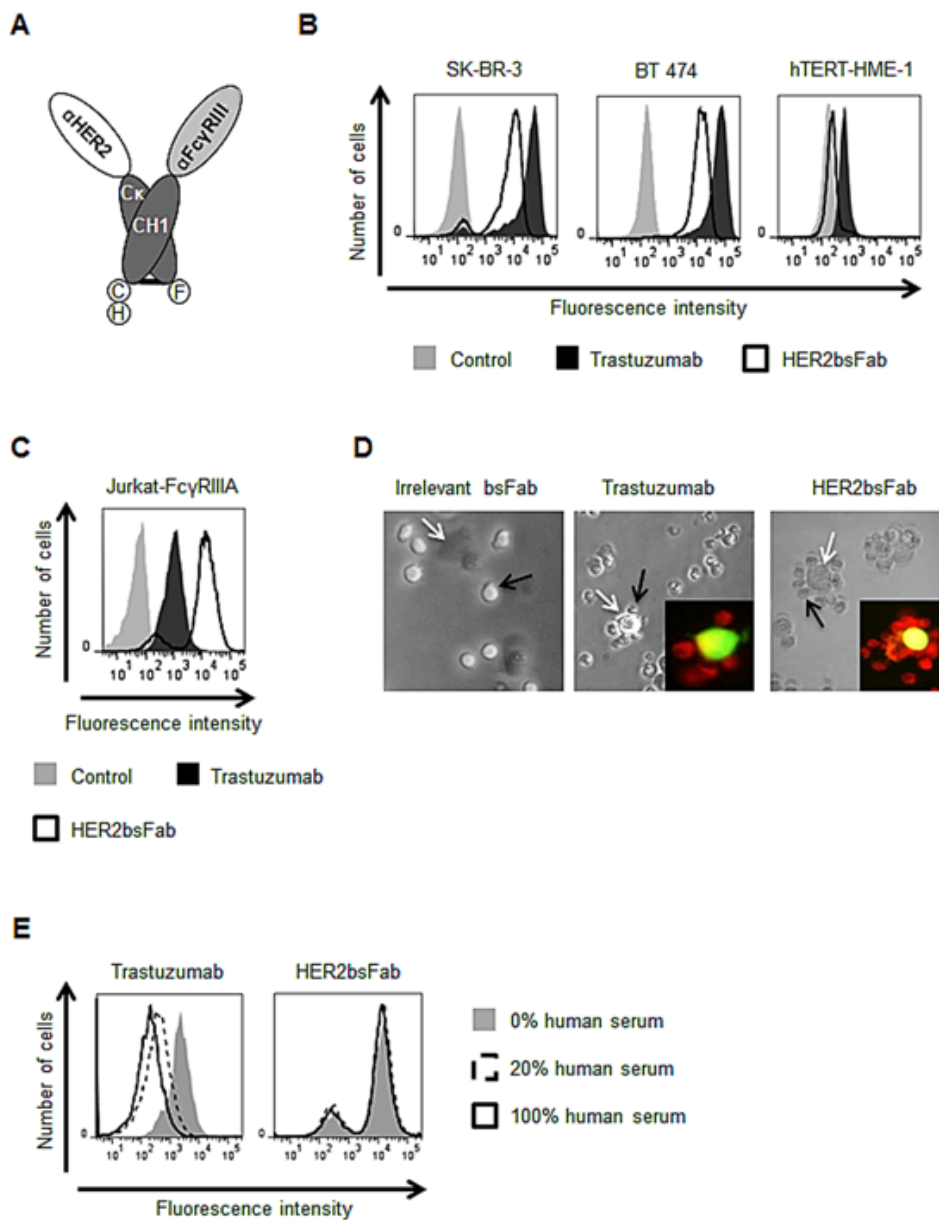 A
αHER2
αFcγRIII
Cκ
CH1
C
F
H
B
SK-BR-3
BT 474
hTERT-HME-1
Number of cells
0
0
0
10¹ 10² 10³ 10⁴ 10⁵
10¹ 10² 10³ 10⁴ 10⁵
10¹ 10² 10³ 10⁴ 10⁵
Fluorescence intensity
Control
Trastuzumab
HER2bsFab
C
Jurkat-FcγRIIIA
Number of cells
0
10¹ 10² 10³ 10⁴ 10⁵
Fluorescence intensity
Control
Trastuzumab
HER2bsFab
D
Irrelevant bsFab
Trastuzumab
HER2bsFab
E
Trastuzumab
HER2bsFab
Number of cells
0
0
10¹ 10² 10³ 10⁴ 10⁵
10¹ 10² 10³ 10⁴ 10⁵
Fluorescence intensity
0% human serum
20% human serum
100% human serum